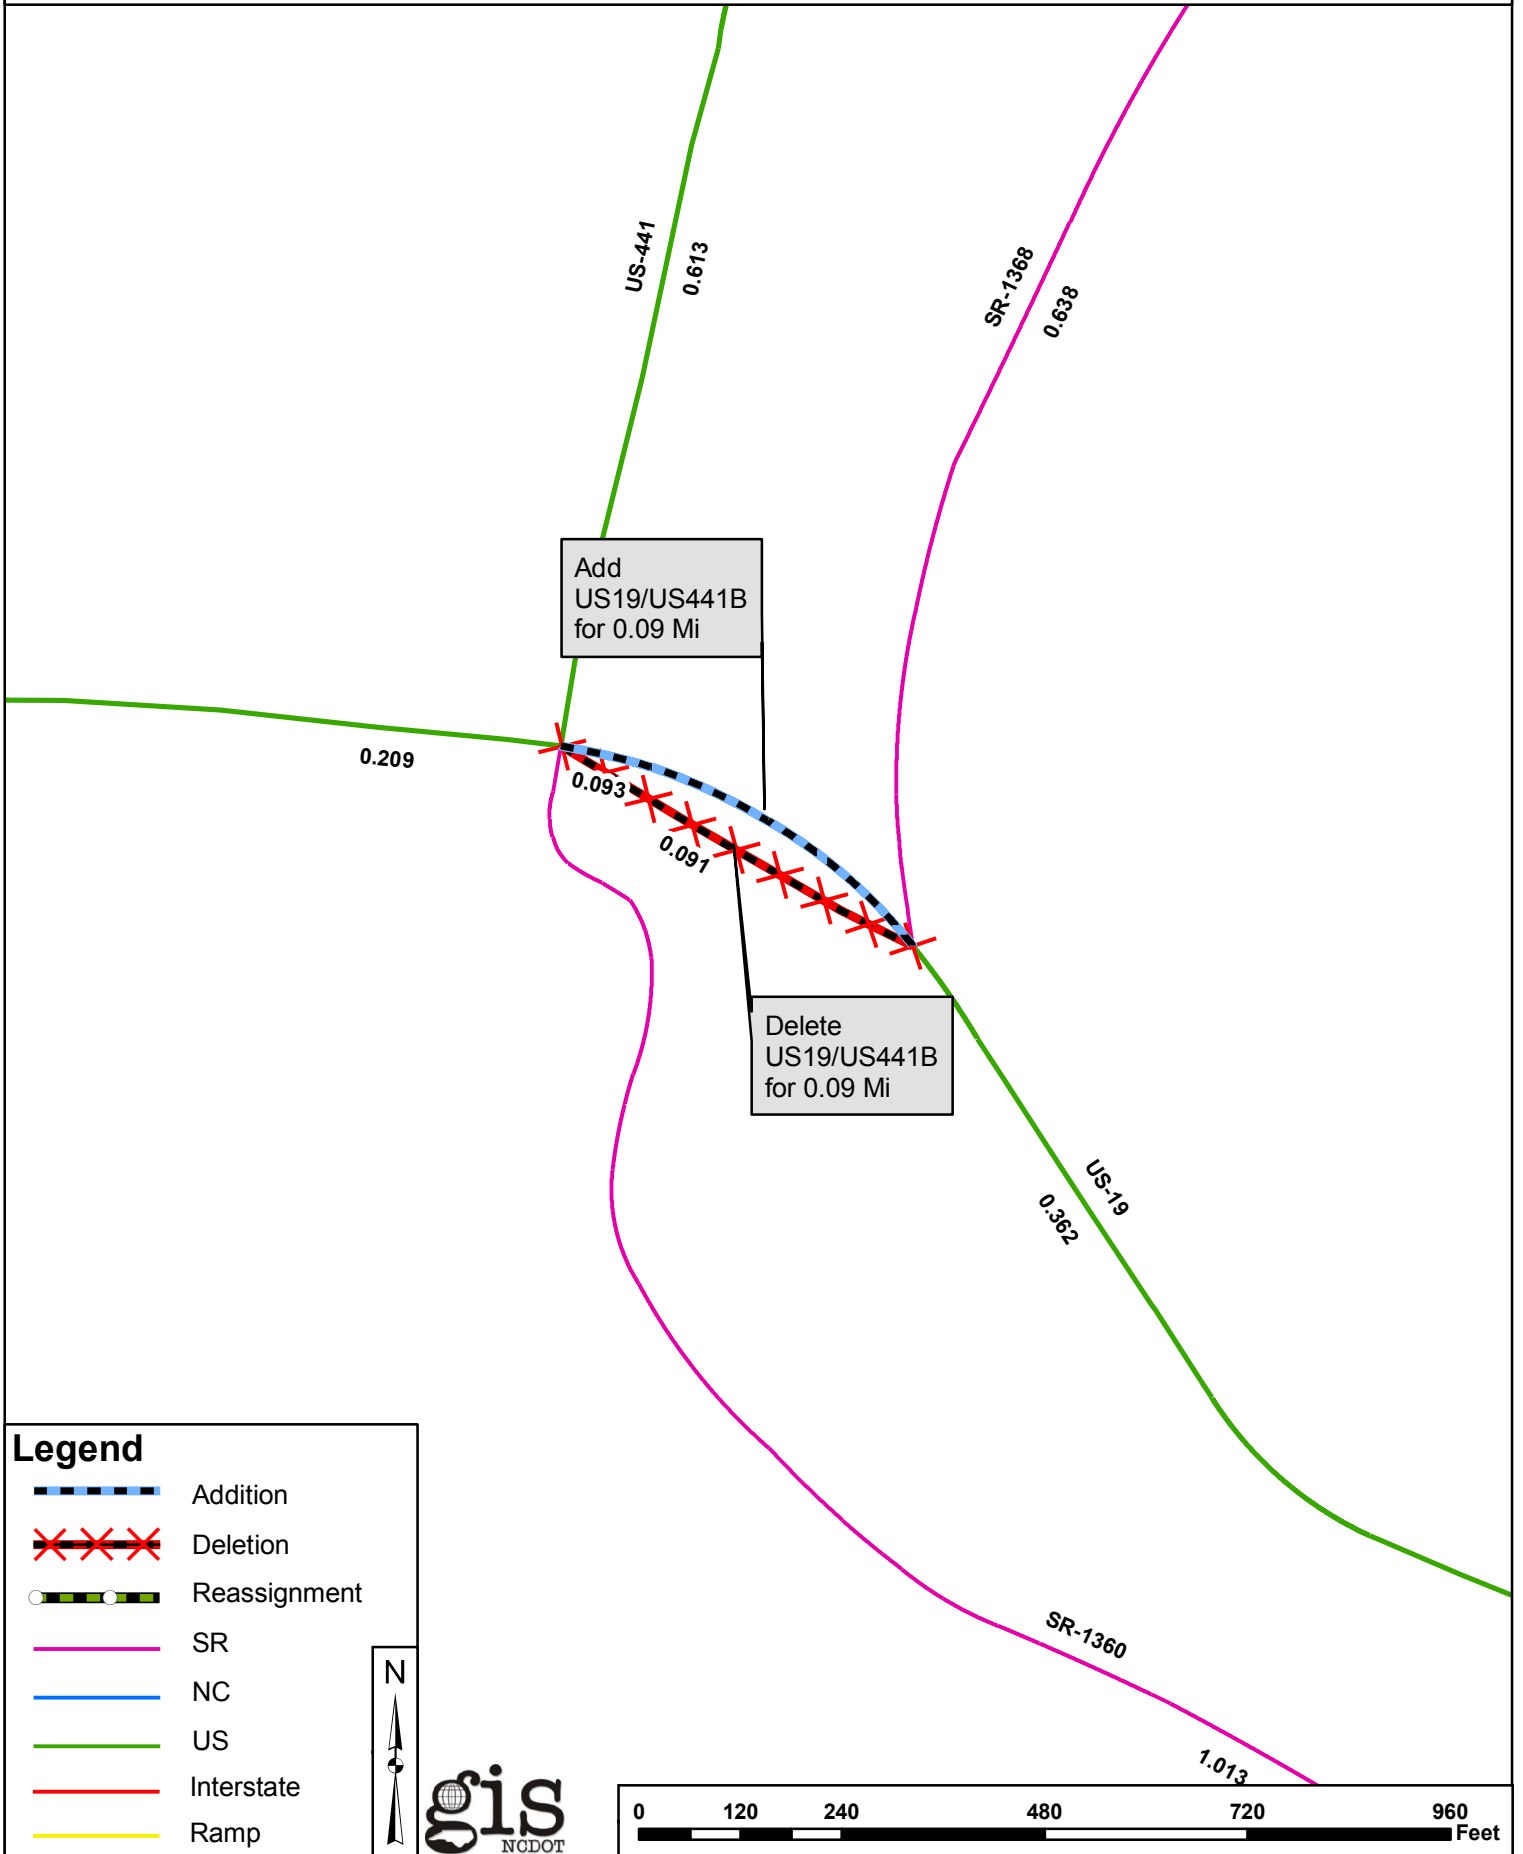 US-441
0.613
SR-1368
0.638
Add
US19/US441B
for 0.09 Mi
0.209
0.093
0.091
Delete
US19/US441B
for 0.09 Mi
US-19
0.362
SR-1360
1.013
Legend
Addition
Deletion
Reassignment
SR
NC
US
Interstate
Ramp
N
gis
NCDOT
0 120 240 480 720 960
Feet